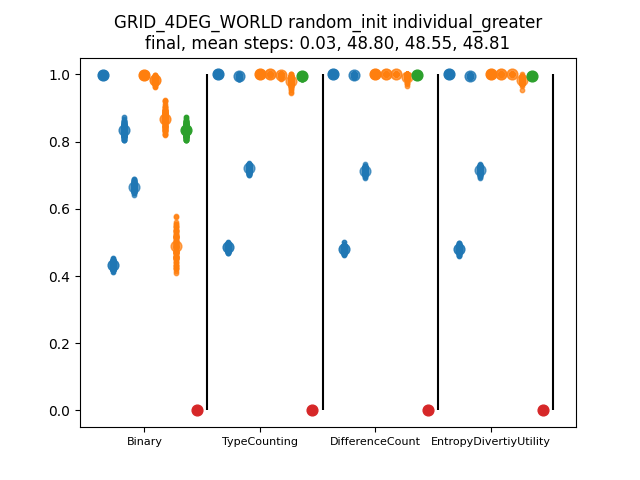 GRID_4DEG_WORLD random_init individual_greater
final, mean steps: 0.03, 48.80, 48.55, 48.81
1.0
0.8
0.6
0.4
0.2
0.0
Binary TypeCounting DifferenceCount EntropyDivertiyUtility